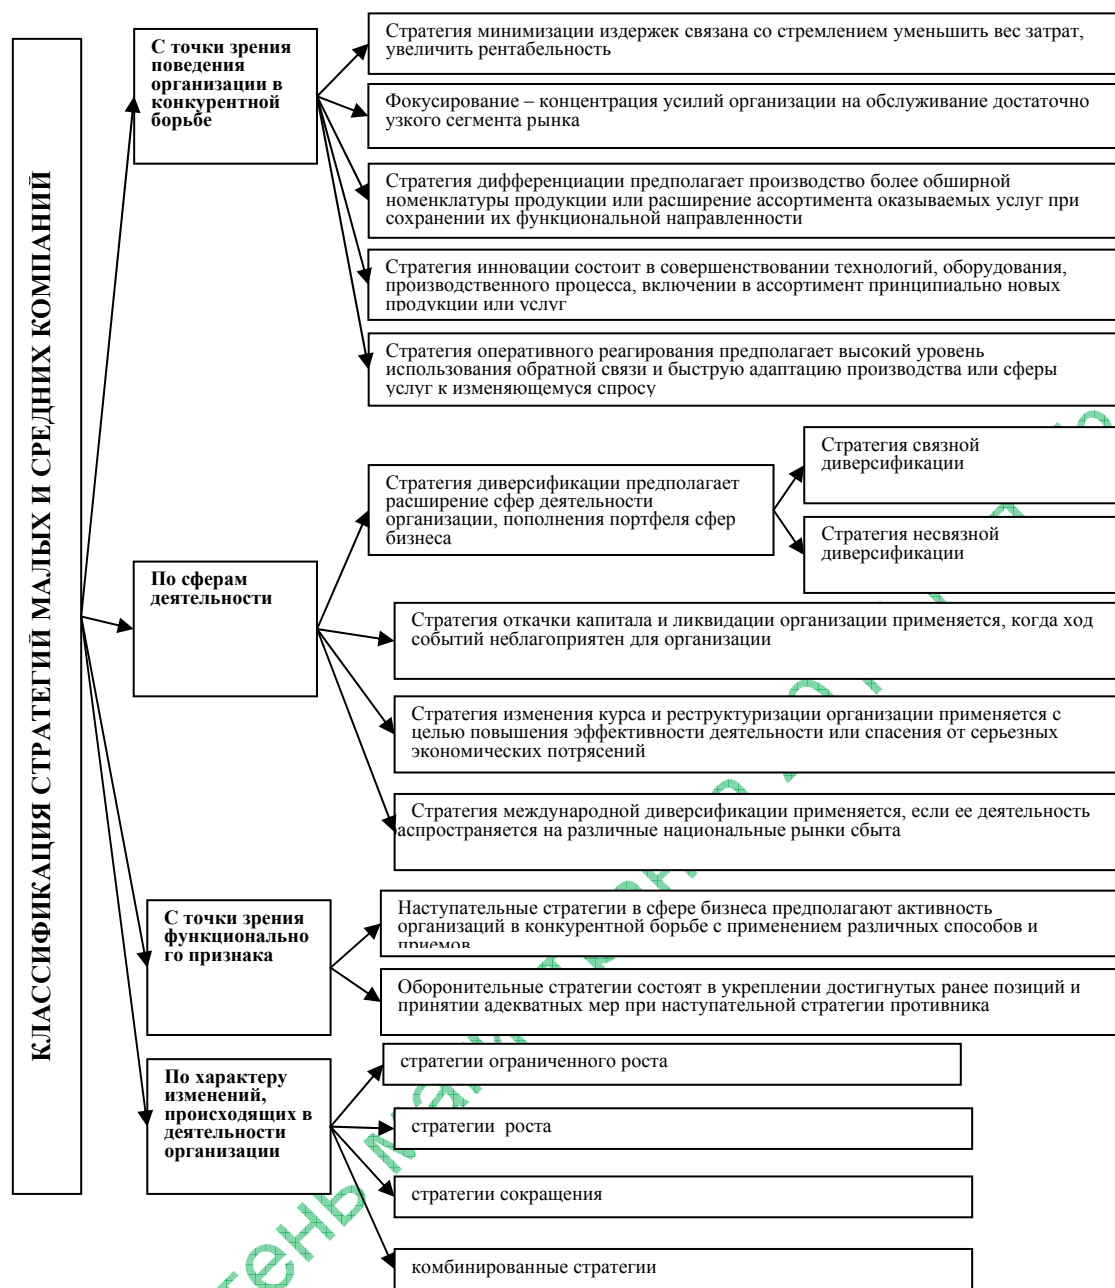 КЛАССИФИКАЦИЯ СТРАТЕГИЙ МАЛЫХ И СРЕДНИХ КОМПАНИЙ
С точки зрения
поведения
организации в
конкурентной
борьбе
Стратегия минимизации издержек связана со стремлением уменьшить вес затрат,
увеличить рентабельность
Фокусирование – концентрация усилий организации на обслуживание достаточно
узкого сегмента рынка
Стратегия дифференциации предполагает производство более обширной
номенклатуры продукции или расширение ассортимента оказываемых услуг при
сохранении их функциональной направленности
Стратегия инновации состоит в совершенствовании технологий, оборудования,
производственного процесса, включении в ассортимент принципиально новых
продукции или услуг
Стратегия оперативного реагирования предполагает высокий уровень
использования обратной связи и быструю адаптацию производства или сферы
услуг к изменяющемуся спросу
По сферам
деятельности
Стратегия диверсификации предполагает
расширение сфер деятельности
организации, пополнения портфеля сфер
бизнеса
Стратегия связной
диверсификации
Стратегия несвязной
диверсификации
Стратегия откачки капитала и ликвидации организации применяется, когда ход
событий неблагоприятен для организации
Стратегия изменения курса и реструктуризации организации применяется с
целью повышения эффективности деятельности или спасения от серьезных
экономических потрясений
Стратегия международной диверсификации применяется, если ее деятельность
аспространяется на различные национальные рынки сбыта
С точки зрения
функционально
го признака
Наступательные стратегии в сфере бизнеса предполагают активность
организаций в конкурентной борьбе с применением различных способов и
приемов
Оборонительные стратегии состоят в укреплении достигнутых ранее позиций и
принятии адекватных мер при наступательной стратегии противника
По характеру
изменений,
происходящих в
деятельности
организации
стратегии ограниченного роста
стратегии роста
стратегии сокращения
комбинированные стратегии